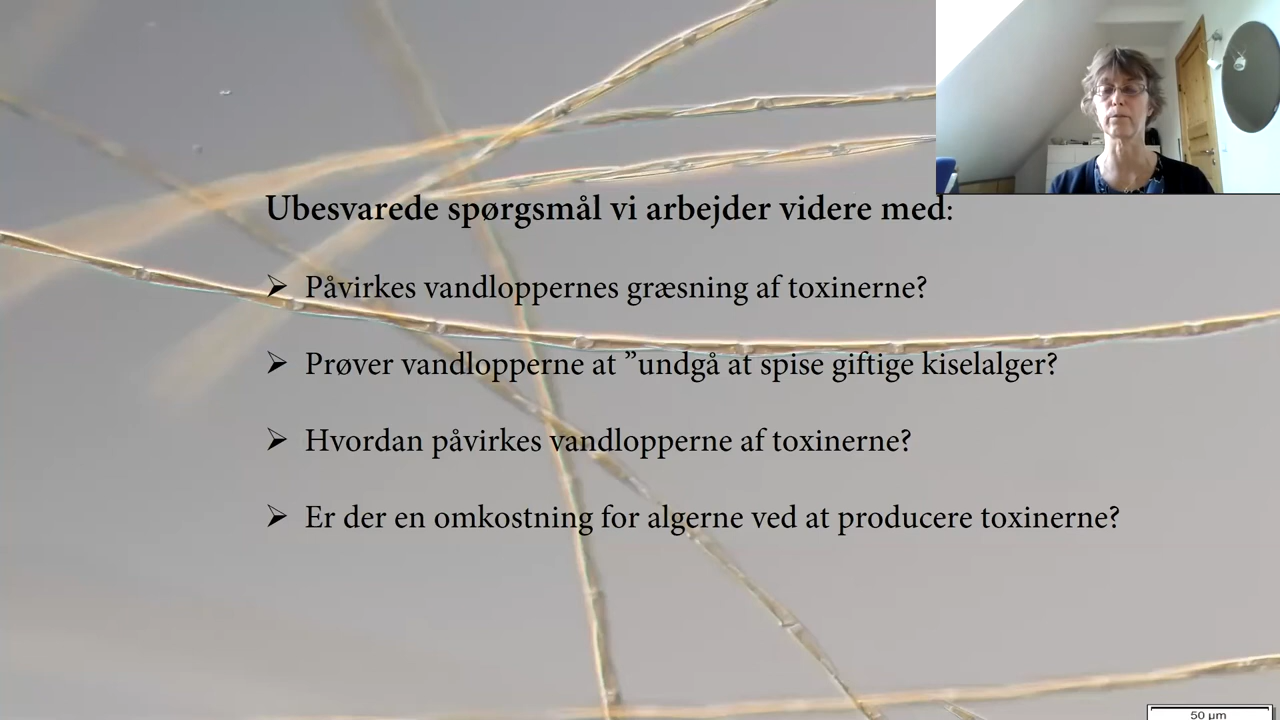 Ubesvarede spørgsmål vi arbejder videre med:
➢ Påvirkes vandloppernes græsning af toxinerne?
➢ Prøver vandlopperne at ”undgå at spise giftige kiselalger?
➢ Hvordan påvirkes vandlopperne af toxinerne?
➢ Er der en omkostning for algerne ved at producere toxinerne?
50 µm